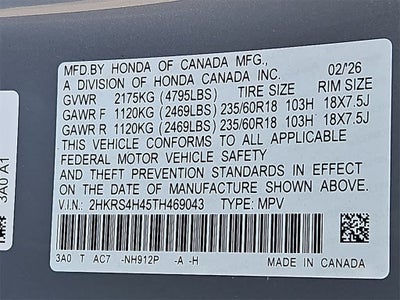 MFD.BY HONDA OF CANADA MFG.,
A DIVISION OF HONDA CANADA INC. 02/'26
GVWR 2175KG (4795LBS) TIRE SIZE RIM SIZE
GAWR F 1120KG (2469LBS) 235/60R18 103H 18X7.5J
GAWR R 1120KG (2469LBS) 235/60R18 103H 18X7.5J
THIS VEHICLE CONFORMS TO ALL APPLICABLE
FEDERAL MOTOR VEHICLE SAFETY
AND THEFT PREVENTION STANDARDS IN EFFECT
ON THE DATE OF MANUFACTURE SHOWN ABOVE.
V.I.N.: 2HKRS4H45TH469043 TYPE: MPV
3A0 T AC7 -NH912P -A -H MADE IN CANADA
3A0 A1